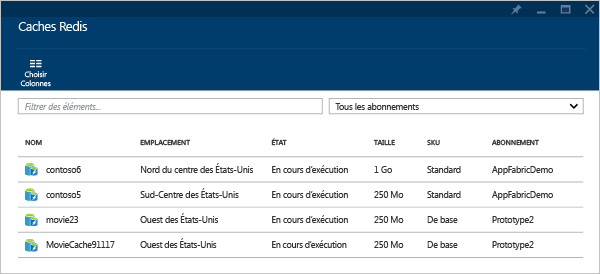 Caches Redis
Choisir
Colonnes
Filtrer des éléments...
Tous les abonnements
NOM EMPLACEMENT ÉTAT TAILLE SKU ABONNEMENT
contoso6 Nord du centre des États-Unis En cours d'exécution 1 Go Standard AppFabricDemo
contoso5 Sud-Centre des États-Unis En cours d'exécution 250 Mo Standard AppFabricDemo
movie23 Ouest des États-Unis En cours d'exécution 250 Mo De base Prototype2
MovieCache91117 Ouest des États-Unis En cours d'exécution 250 Mo De base Prototype2